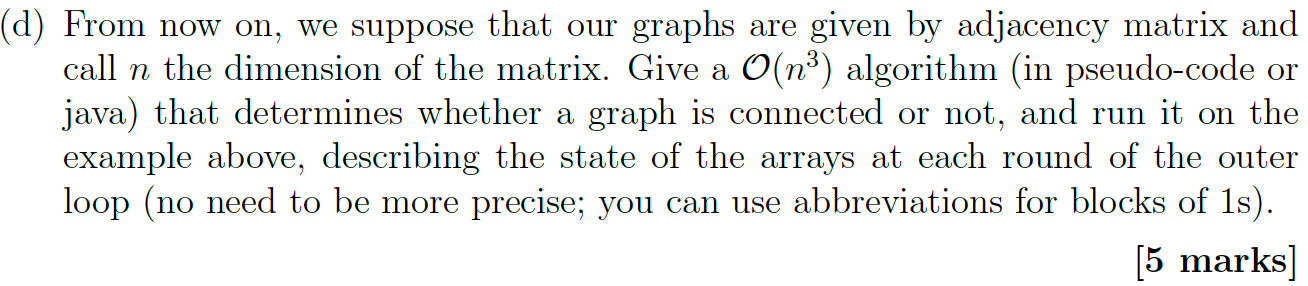 (d) From now on, we suppose that our graphs are given by adjacency matrix and
call n the dimension of the matrix. Give a O(n³) algorithm (in pseudo-code or
java) that determines whether a graph is connected or not, and run it on the
example above, describing the state of the arrays at each round of the outer
loop (no need to be more precise; you can use abbreviations for blocks of 1s).
[5 marks]